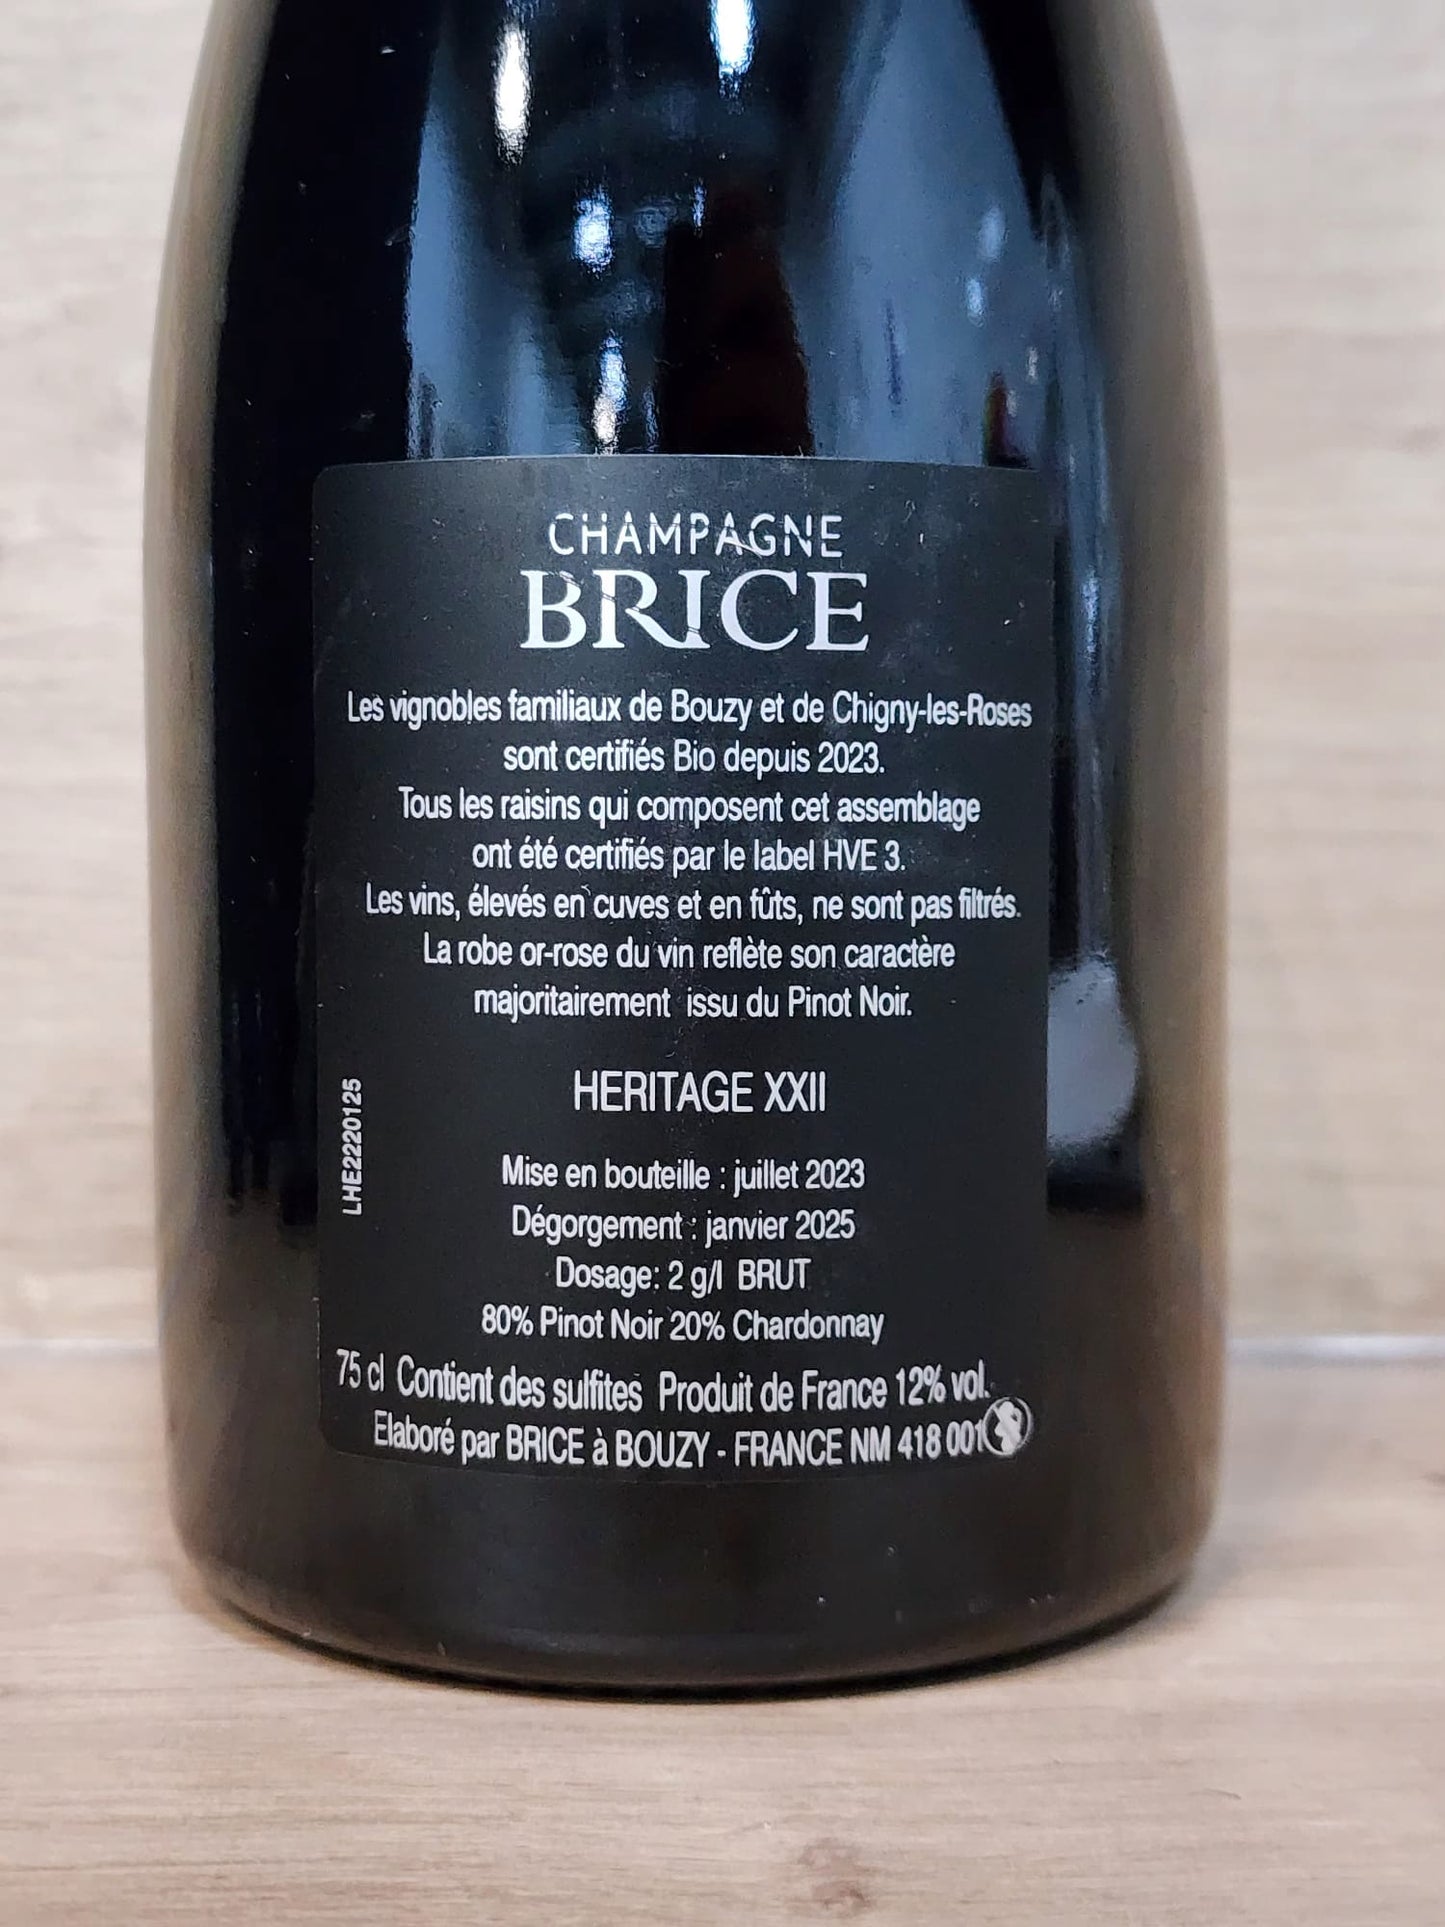 CHAMPAGNE
BRICE
Les vignobles familiaux de Bouzy et de Chigny-les-Roses
sont certifiés Bio depuis 2023.
Tous les raisins qui composent cet assemblage
ont été certifiés par le label HVE 3.
Les vins, élevés en cuves et en fûts, ne sont pas filtrés.
La robe or-rose du vin reflète son caractère
majoritairement issu du Pinot Noir.
HERITAGE XXII
LHE2220125
Mise en bouteille : juillet 2023
Dégorgement : janvier 2025
Dosage: 2 g/l BRUT
80% Pinot Noir 20% Chardonnay
75 cl Contient des sulfites Produit de France 12% vol.
Elaboré par BRICE à BOUZY - FRANCE NM 418 001